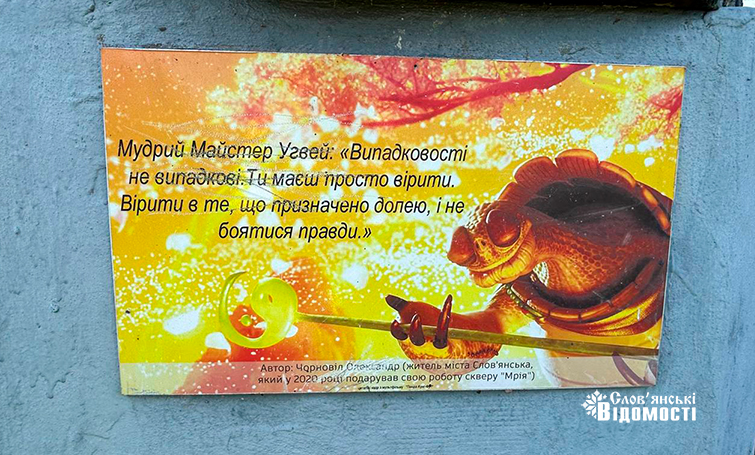 Мудрий Майстер Угвей: «Випадковості
не випадкові. Ти маєш просто вірити.
Вірити в те, що призначено долею, і не
боятися правди.»
Автор: Чорновіл Олександр (житель міста Слов'янська,
який у 2020 році подарував свою роботу скверу "Мрія")
Слов'янські
Відомості